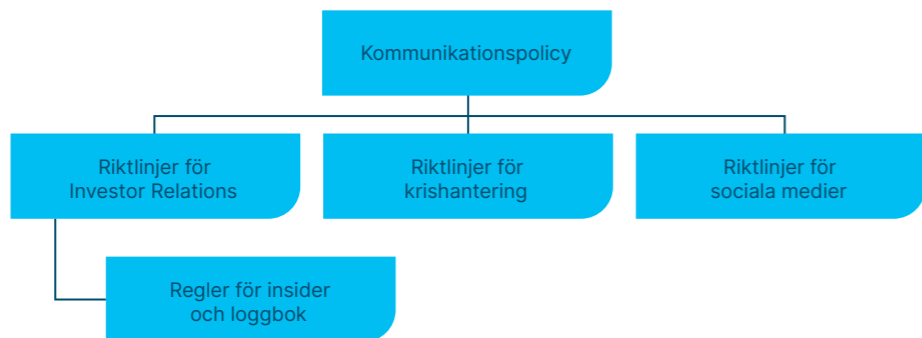 Kommunikationspolicy
Riktlinjer för
Investor Relations
Riktlinjer för
krishantering
Riktlinjer för
sociala medier
Regler för insider
och loggbok